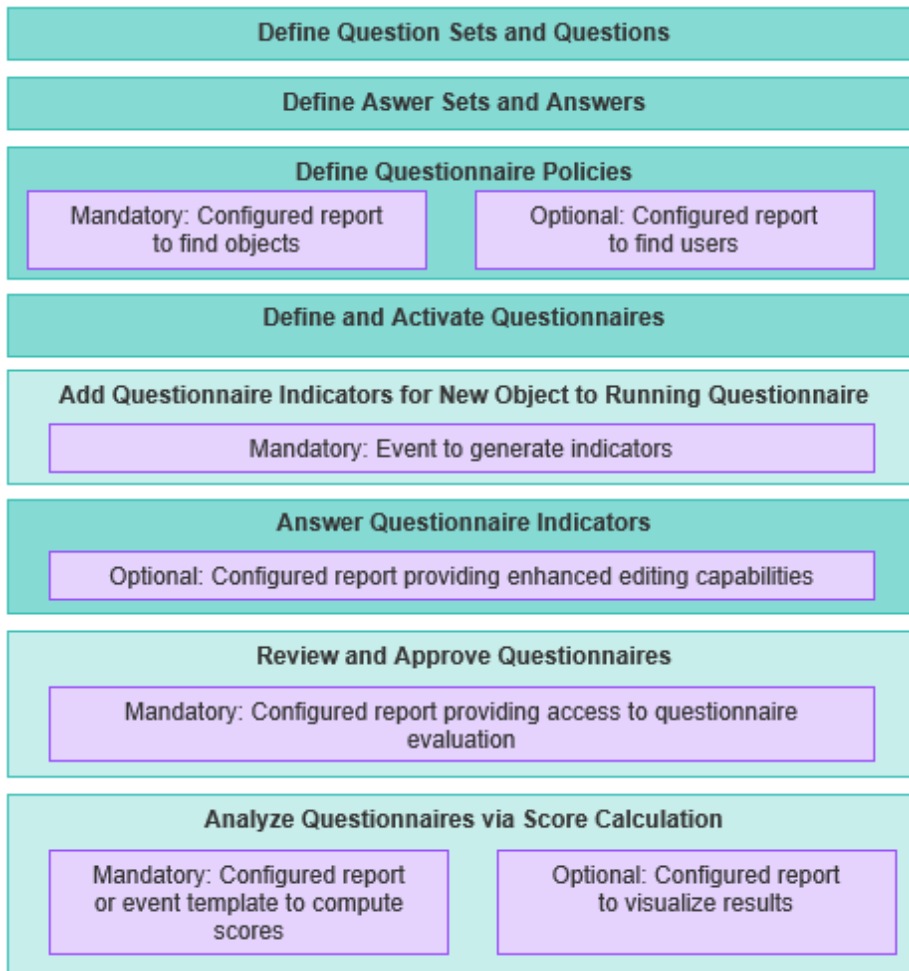 Define Question Sets and Questions
Define Aswer Sets and Answers
Define Questionnaire Policies
Mandatory: Configured report
to find objects
Optional: Configured report
to find users
Define and Activate Questionnaires
Add Questionnaire Indicators for New Object to Running Questionnaire
Mandatory: Event to generate indicators
Answer Questionnaire Indicators
Optional: Configured report providing enhanced editing capabilities
Review and Approve Questionnaires
Mandatory: Configured report providing access to questionnaire
evaluation
Analyze Questionnaires via Score Calculation
Mandatory: Configured report
or event template to compute
scores
Optional: Configured report
to visualize results